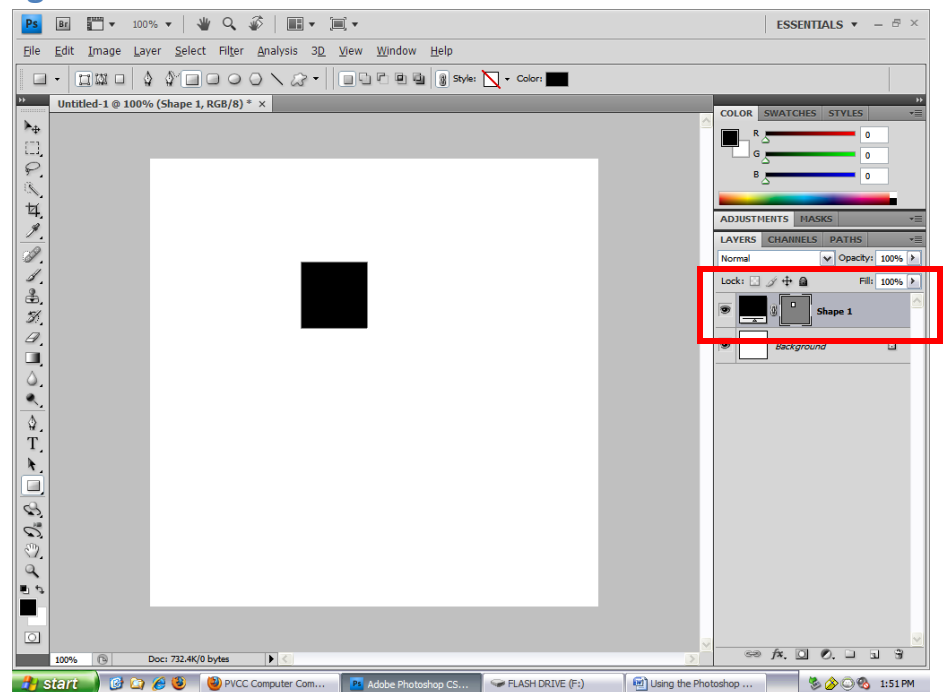 Ps Br 100% ESSENTIALS
File Edit Image Layer Select Filter Analysis 3D View Window Help
Style: Color:
Untitled-1 @ 100% (Shape 1, RGB/8) * ×
COLOR SWATCHES STYLES
R 0
G 0
B 0
ADJUSTMENTS MASKS
LAYERS CHANNELS PATHS
Normal Opacity: 100%
Lock: Fill: 100%
Shape 1
Background
T
100% Doc: 732.4K/0 bytes
fx.
start PVCC Computer Com... Ps Adobe Photoshop CS... FLASH DRIVE (F:) Using the Photoshop ... 1:51 PM